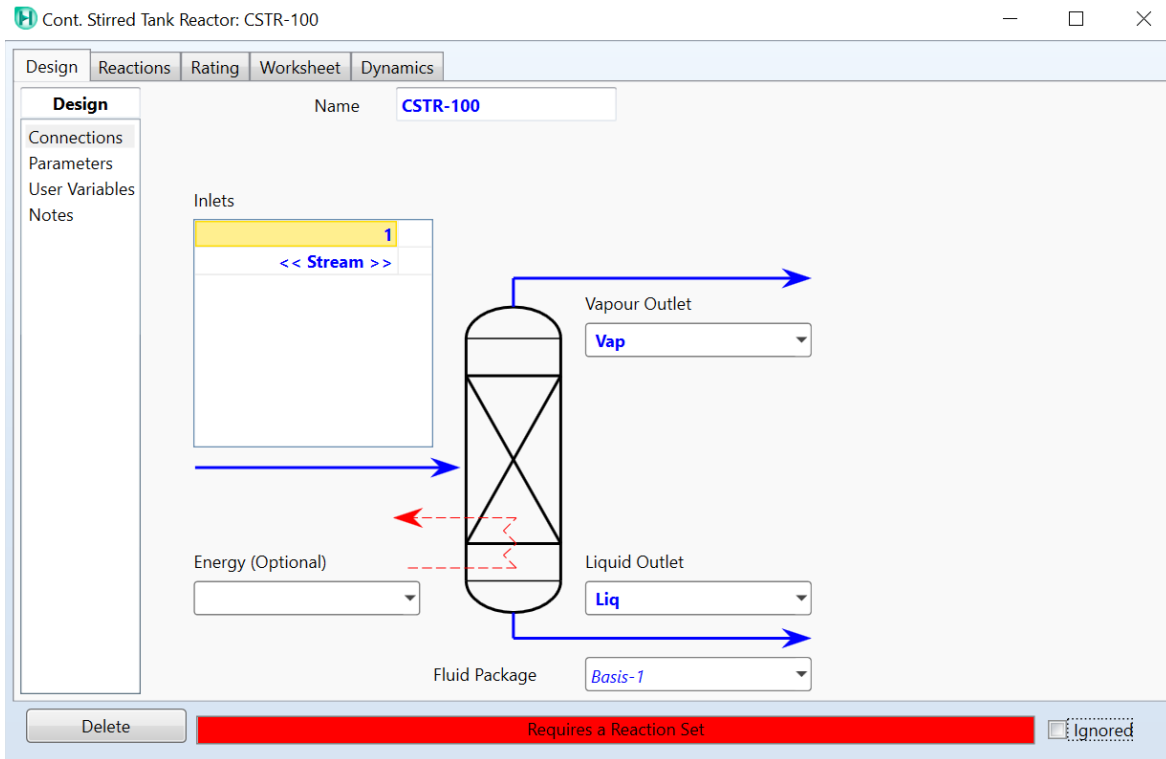 Cont. Stirred Tank Reactor: CSTR-100
Design Reactions Rating Worksheet Dynamics
Design
Connections
Parameters
User Variables
Notes
Name CSTR-100
Inlets
1
<< Stream >>
Vapour Outlet
Vap
Energy (Optional)
Liquid Outlet
Liq
Fluid Package Basis-1
Delete Requires a Reaction Set Ignored